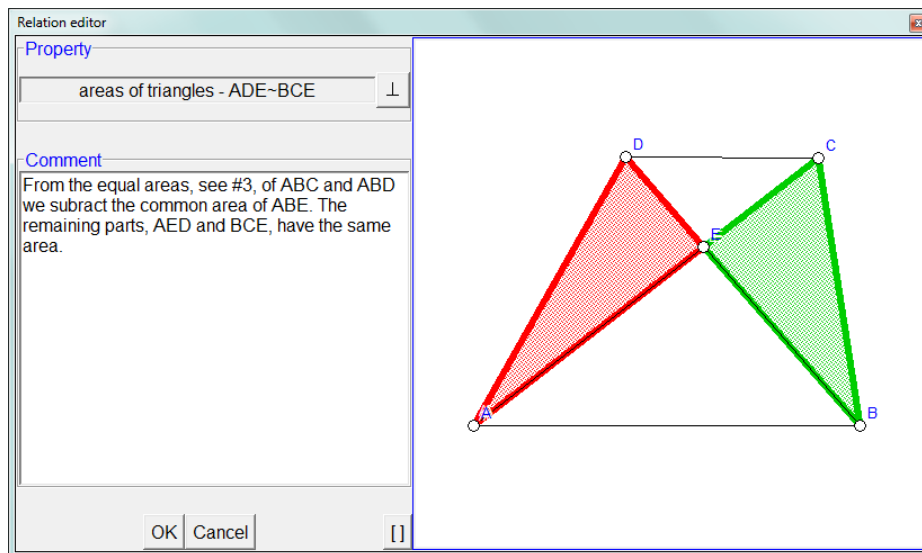 Relation editor
Property
areas of triangles - ADE~BCE
⊥
Comment
From the equal areas, see #3, of ABC and ABD
we subract the common area of ABE. The
remaining parts, AED and BCE, have the same
area.
OK Cancel [ ]
D
C
E
A
B